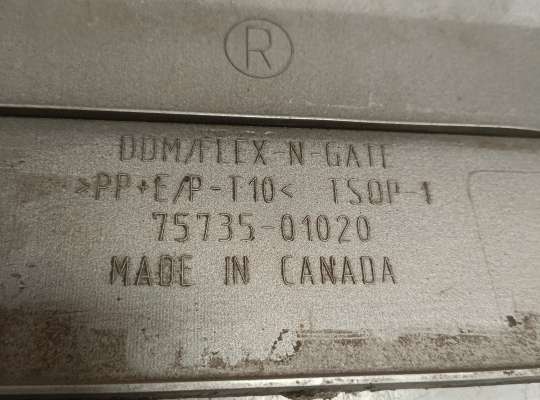 R
DDM/FLEX-N-GATE
>PP+E/P-T10< TSOP-1
75735-01020
MADE IN CANADA